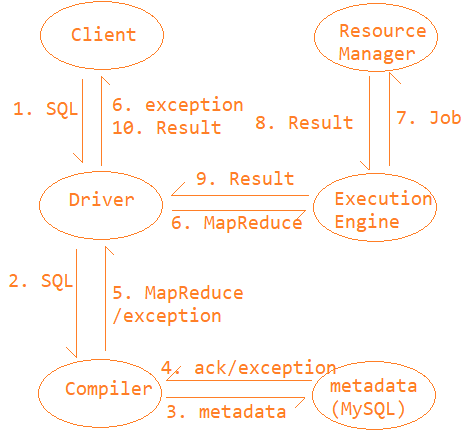 Client
Resource
Manager
1. SQL
6. exception
10. Result
8. Result
7. Job
9. Result
Driver
Execution
Engine
6. MapReduce
2. SQL
5. MapReduce
/exception
4. ack/exception
Compiler
metadata
(MySQL)
3. metadata